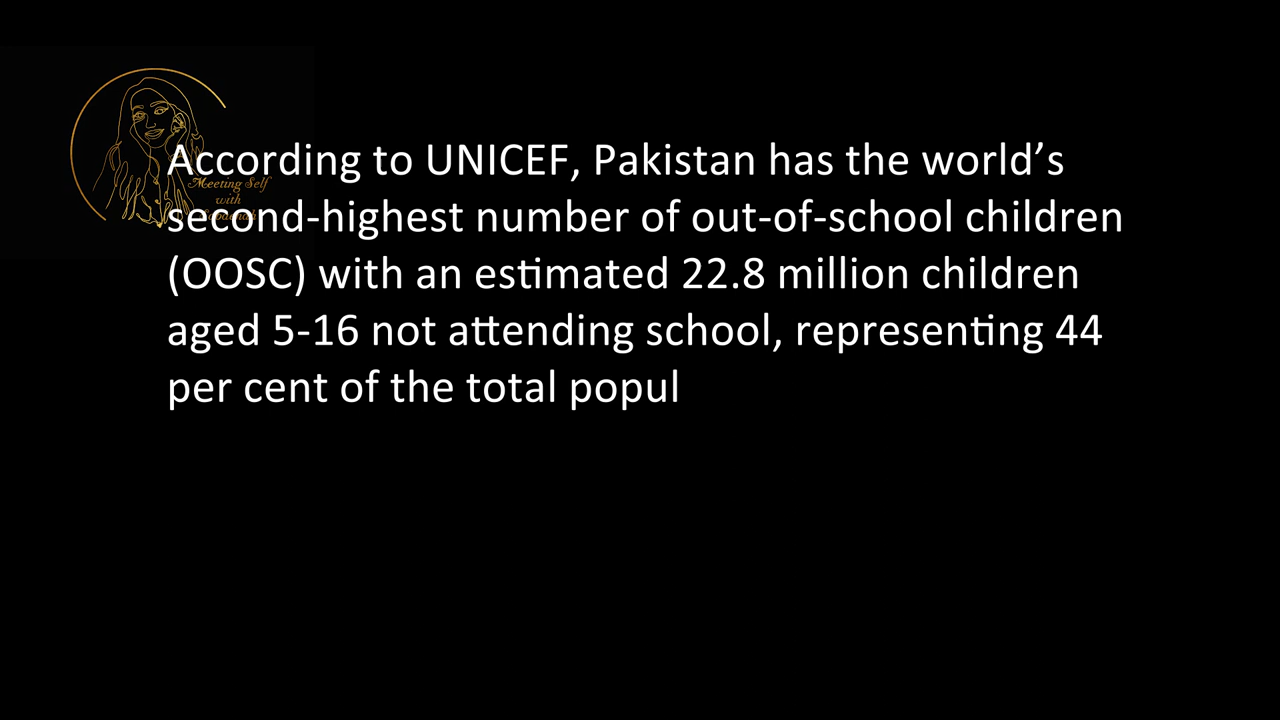 According to UNICEF, Pakistan has the world’s
Meeting Self
with
second-highest number of out-of-school children
(OOSC) with an estimated 22.8 million children
aged 5-16 not attending school, representing 44
per cent of the total popul